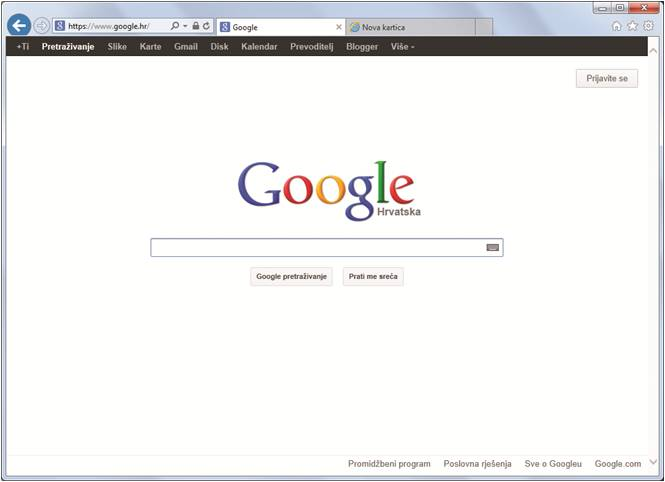 https://www.google.hr/ Google Nova kartica
+Ti Pretraživanje Slike Karte Gmail Disk Kalendar Prevoditelj Blogger Više
Prijavite se
Google
Hrvatska
Google pretraživanje Prati me sreća
Promidžbeni program Poslovna rješenja Sve o Googleu Google.com